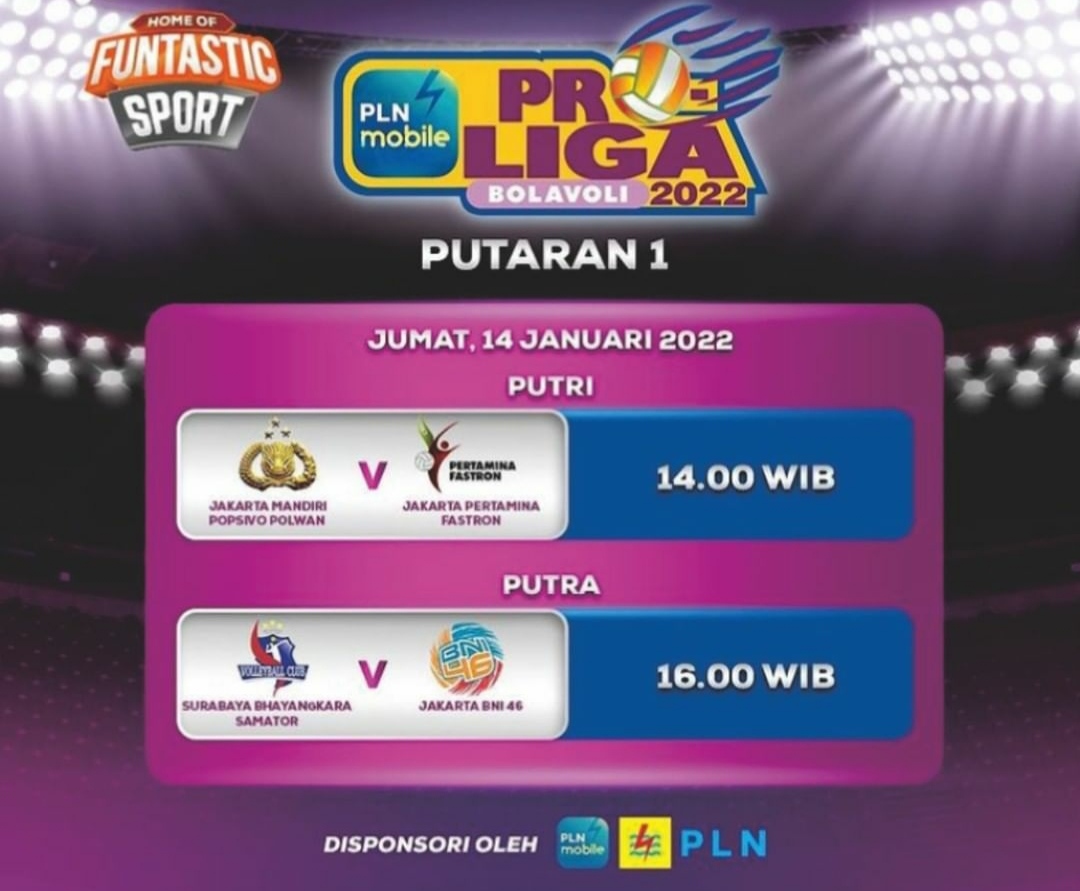 HOME OF
FUNTASTIC
SPORT
PLN
mobile
PRO-
LIGA
BOLAVOLI 2022
PUTARAN 1
JUMAT, 14 JANUARI 2022
PUTRI
V
PERTAMINA
FASTRON
JAKARTA MANDIRI
POPSIVO POLWAN
JAKARTA PERTAMINA
FASTRON
14.00 WIB
PUTRA
VOLLEYBALL CLUB
V
BNI
46
SURABAYA BHAYANGKARA
SAMATOR
JAKARTA BNI 46
16.00 WIB
DISPONSORI OLEH
PLN
mobile
PLN